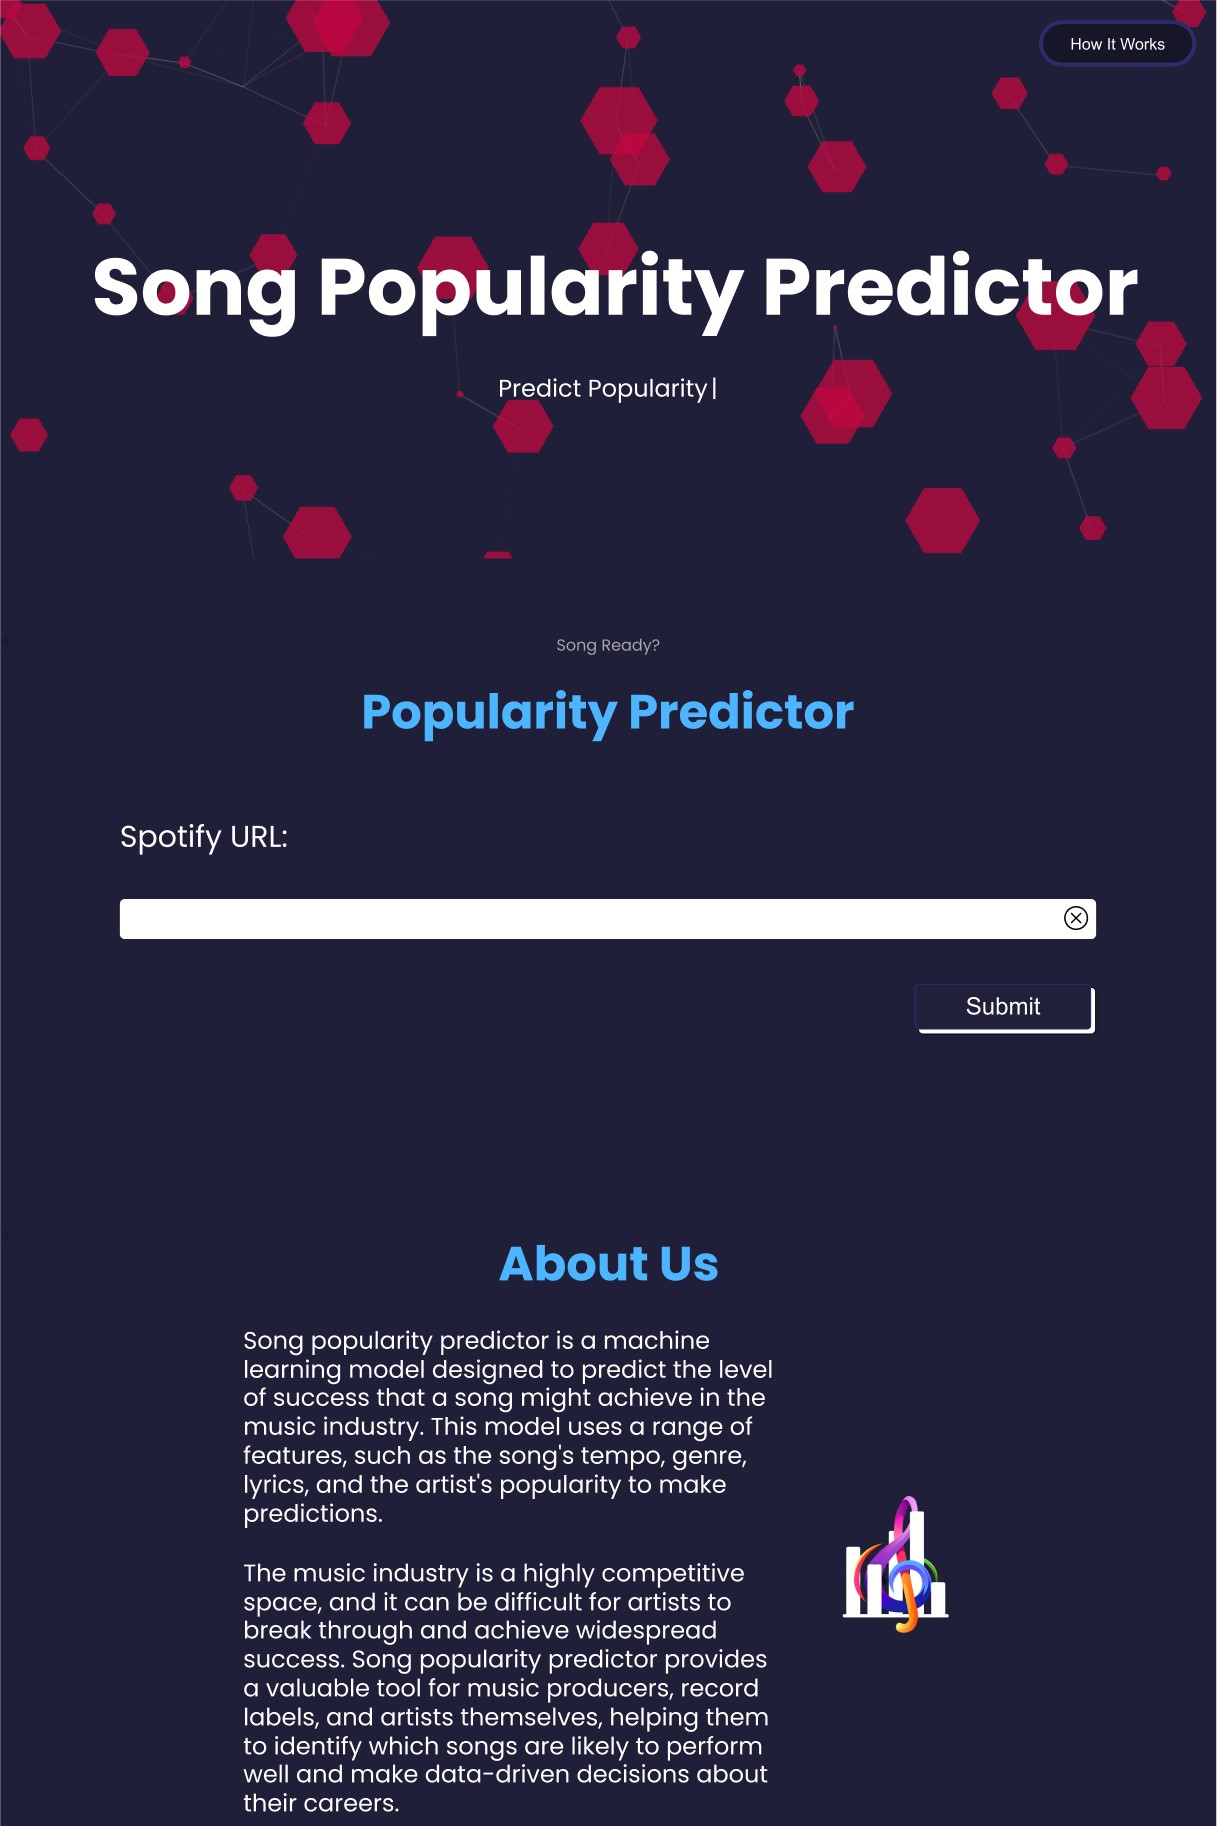 How It Works
Song Popularity Predictor
Predict Popularity|
Song Ready?
Popularity Predictor
Spotify URL:
Submit
About Us
Song popularity predictor is a machine
learning model designed to predict the level
of success that a song might achieve in the
music industry. This model uses a range of
features, such as the song's tempo, genre,
lyrics, and the artist's popularity to make
predictions.
The music industry is a highly competitive
space, and it can be difficult for artists to
break through and achieve widespread
success. Song popularity predictor provides
a valuable tool for music producers, record
labels, and artists themselves, helping them
to identify which songs are likely to perform
well and make data-driven decisions about
their careers.